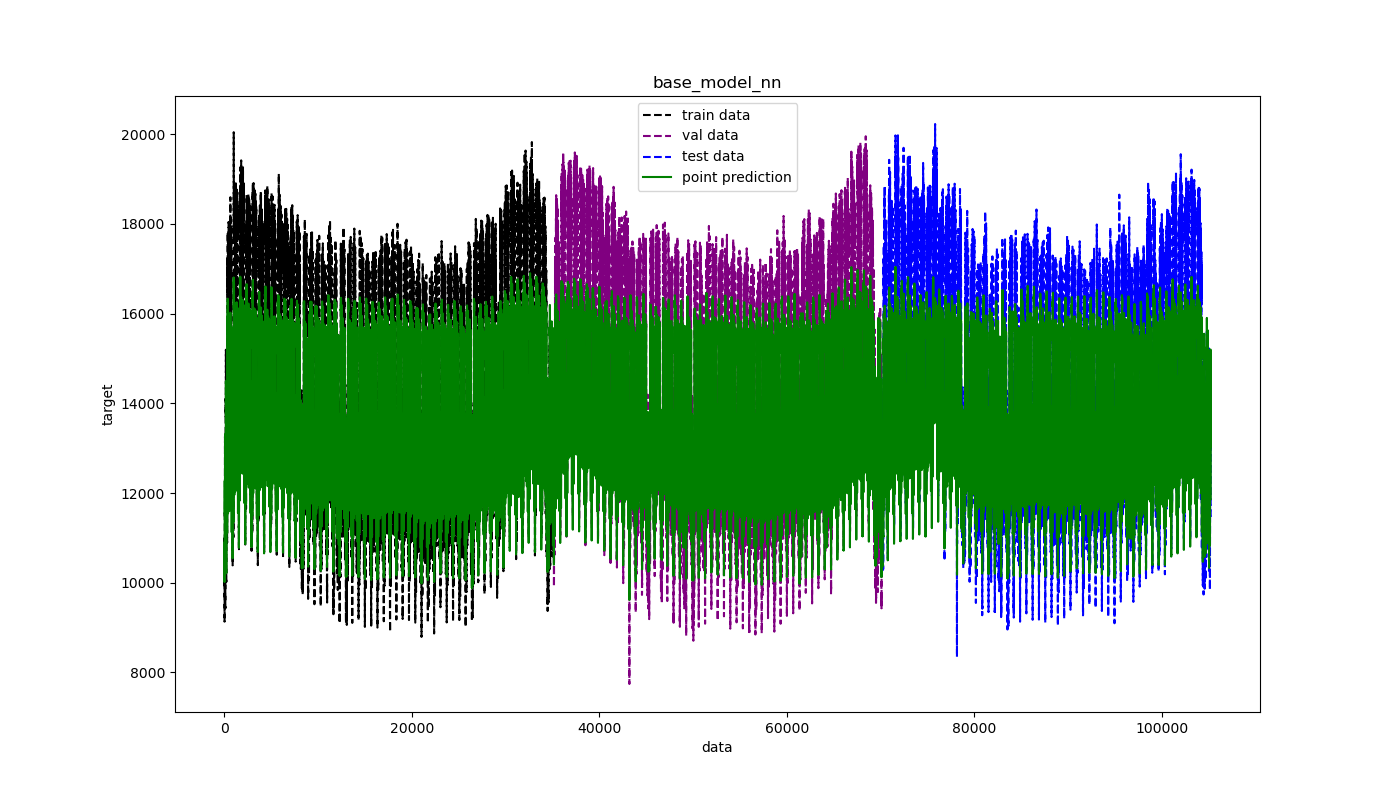 base_model_nn
train data
val data
test data
point prediction
20000
18000
16000
14000
12000
10000
8000
target
0
20000
40000
60000
80000
100000
data